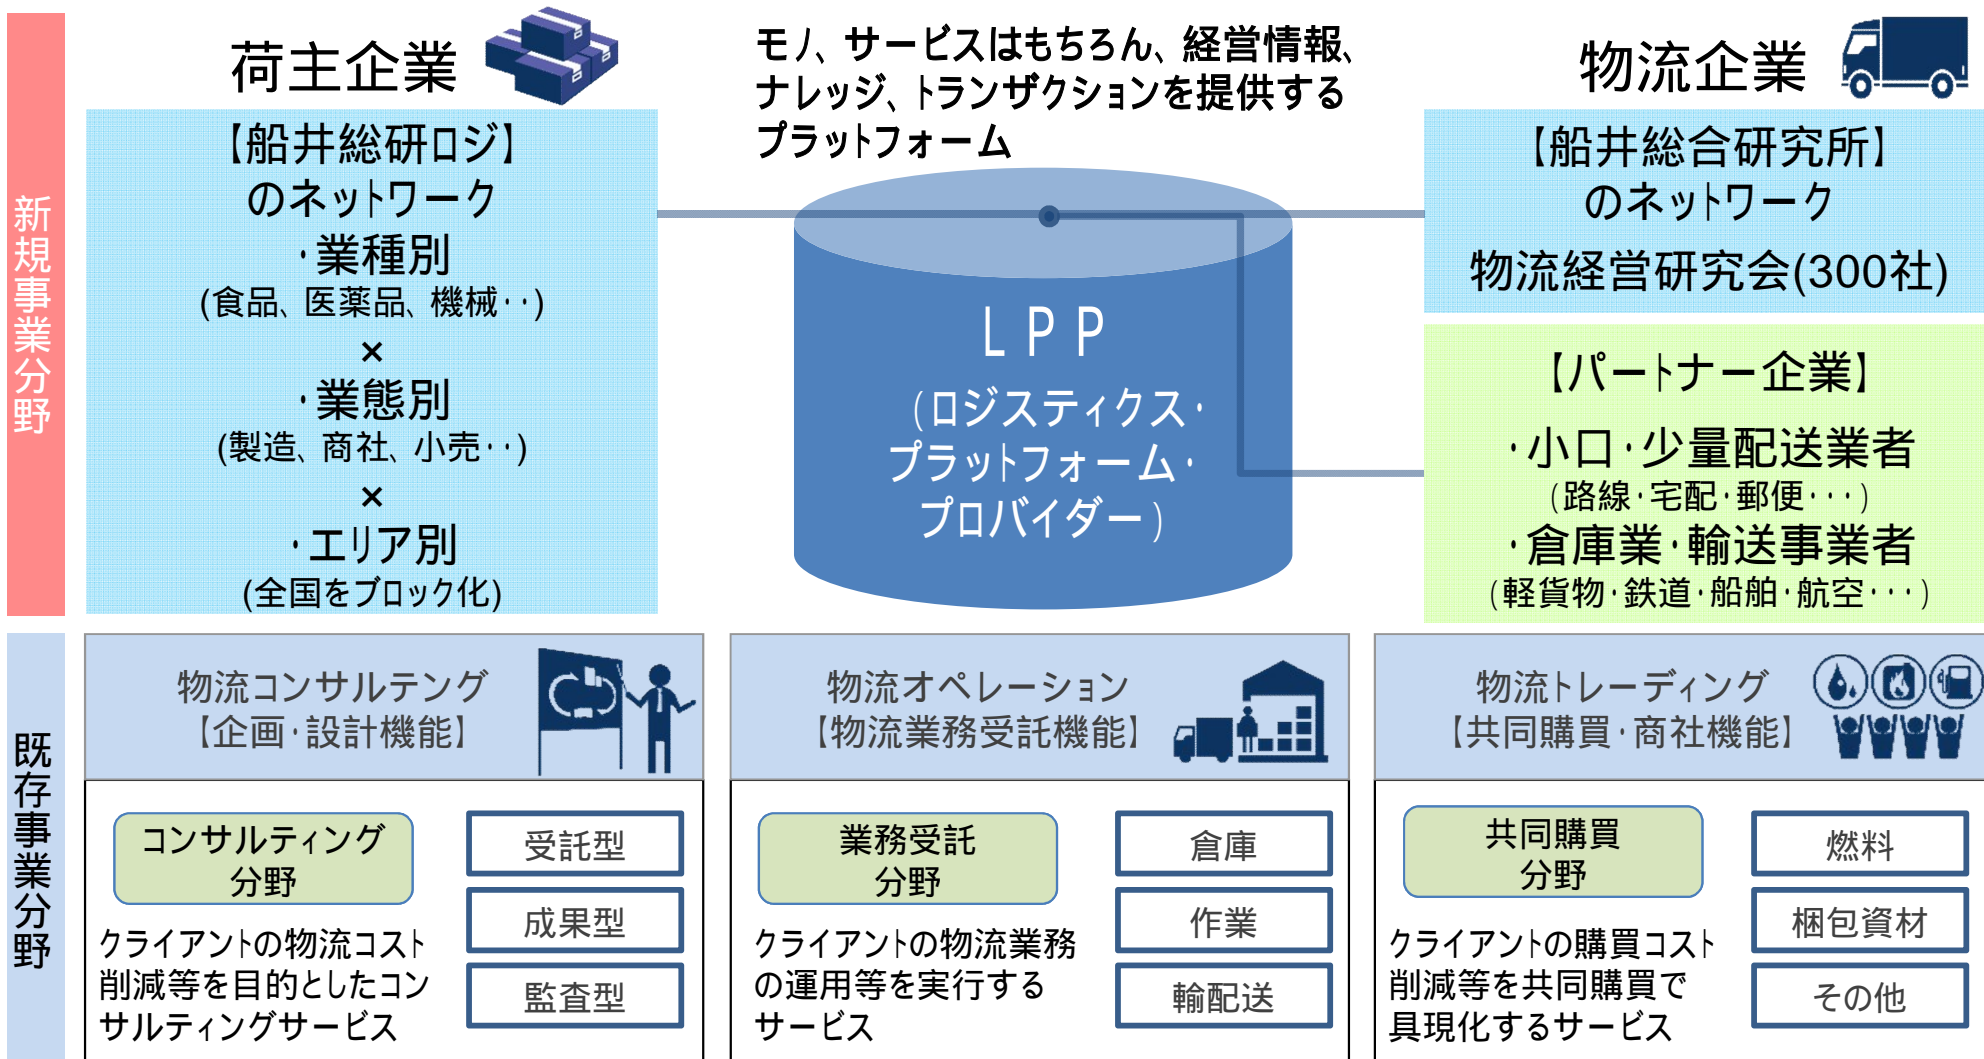 新規事業分野
荷主企業
【船井総研ロジ】
のネットワーク
・業種別
(食品、医薬品、機械・・)
×
・業態別
(製造、商社、小売・・)
×
・エリア別
(全国をブロック化)
モノ、サービスはもちろん、経営情報、
ナレッジ、トランザクションを提供する
プラットフォーム
LPP
(ロジスティクス・
プラットフォーム・
プロバイダー)
物流企業
【船井総合研究所】
のネットワーク
物流経営研究会(300社)
【パートナー企業】
・小口・少量配送業者
(路線・宅配・郵便・・・)
・倉庫業・輸送事業者
(軽貨物・鉄道・船舶・航空・・・)
既存事業分野
物流コンサルテング
【企画・設計機能】
コンサルティング
分野
クライアントの物流コスト
削減等を目的としたコン
サルティングサービス
受託型
成果型
監査型
物流オペレーション
【物流業務受託機能】
業務受託
分野
クライアントの物流業務
の運用等を実行する
サービス
倉庫
作業
輸配送
物流トレーディング
【共同購買・商社機能】
共同購買
分野
クライアントの購買コスト
削減等を共同購買で
具現化するサービス
燃料
梱包資材
その他